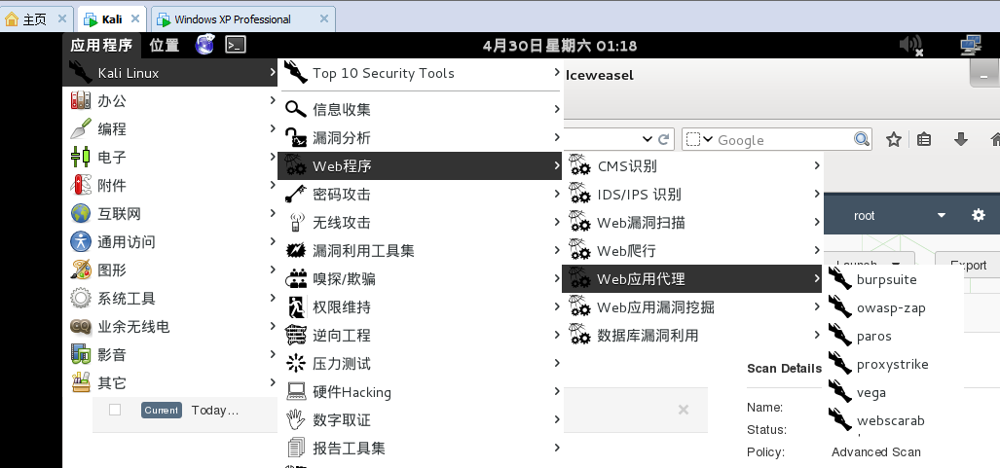 主页
Kali
Windows XP Professional
应用程序 位置
4月30日星期六 01:18
Kali Linux
办公
编程
电子
附件
互联网
通用访问
图形
系统工具
业余无线电
影音
其它
Top 10 Security Tools
信息收集
漏洞分析
Web程序
密码攻击
无线攻击
漏洞利用工具集
嗅探/欺骗
权限维持
逆向工程
压力测试
硬件Hacking
数字取证
报告工具集
CMS识别
IDS/IPS 识别
Web漏洞扫描
Web爬行
Web应用代理
Web应用漏洞挖掘
数据库漏洞利用
burpsuite
owasp-zap
paros
proxystrike
vega
webscarab
Iceweasel
Google
root
Launch
Export
Scan Details
Name:
Status:
Policy: Advanced Scan
Current Today…